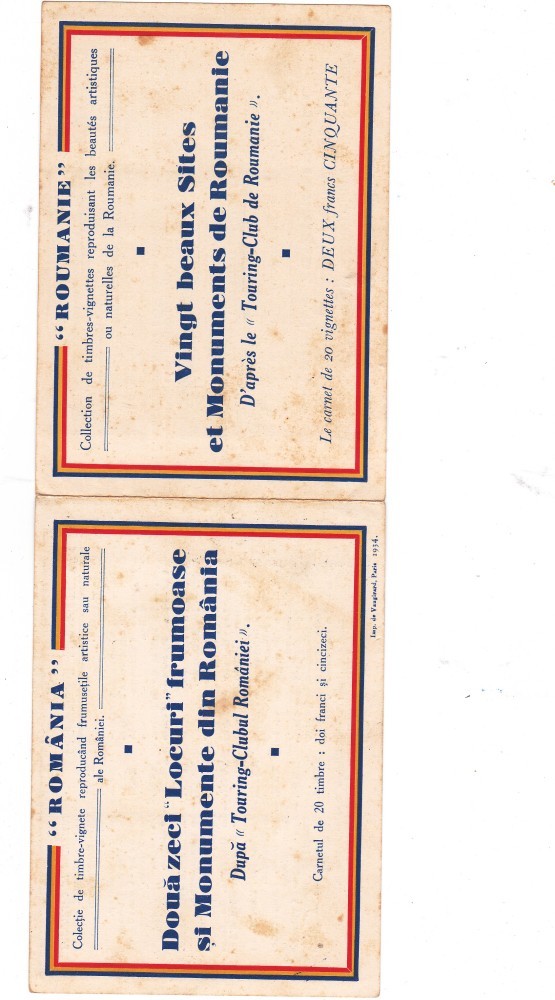 “ROUMANIE”
Collection de timbres-vignettes reproduisant les beautés artistiques
ou naturelles de la Roumanie.
Vingt beaux Sites
et Monuments de Roumanie
D'après le « Touring-Club de Roumanie ».
Le carnet de 20 vignettes : DEUX francs CINQUANTE
“ROMÂNIA”
Colecție de timbre-vignete reproducând frumusețile artistice sau naturale
ale României.
Două zeci “Locuri” frumoase
și Monumente din România
După « Touring-Clubul României ».
Carnetul de 20 timbre : doi franci și cincizeci.
Imp. de Vaugirard, Paris 1934.